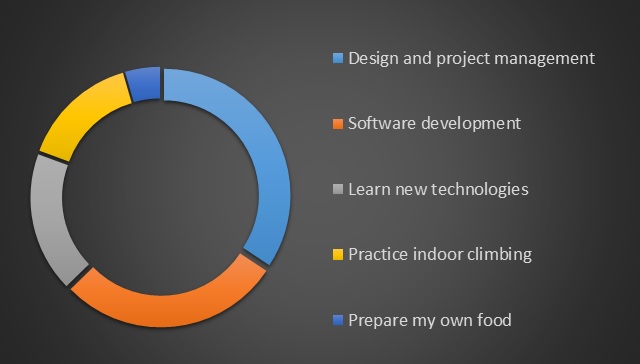 Design and project management
Software development
Learn new technologies
Practice indoor climbing
Prepare my own food